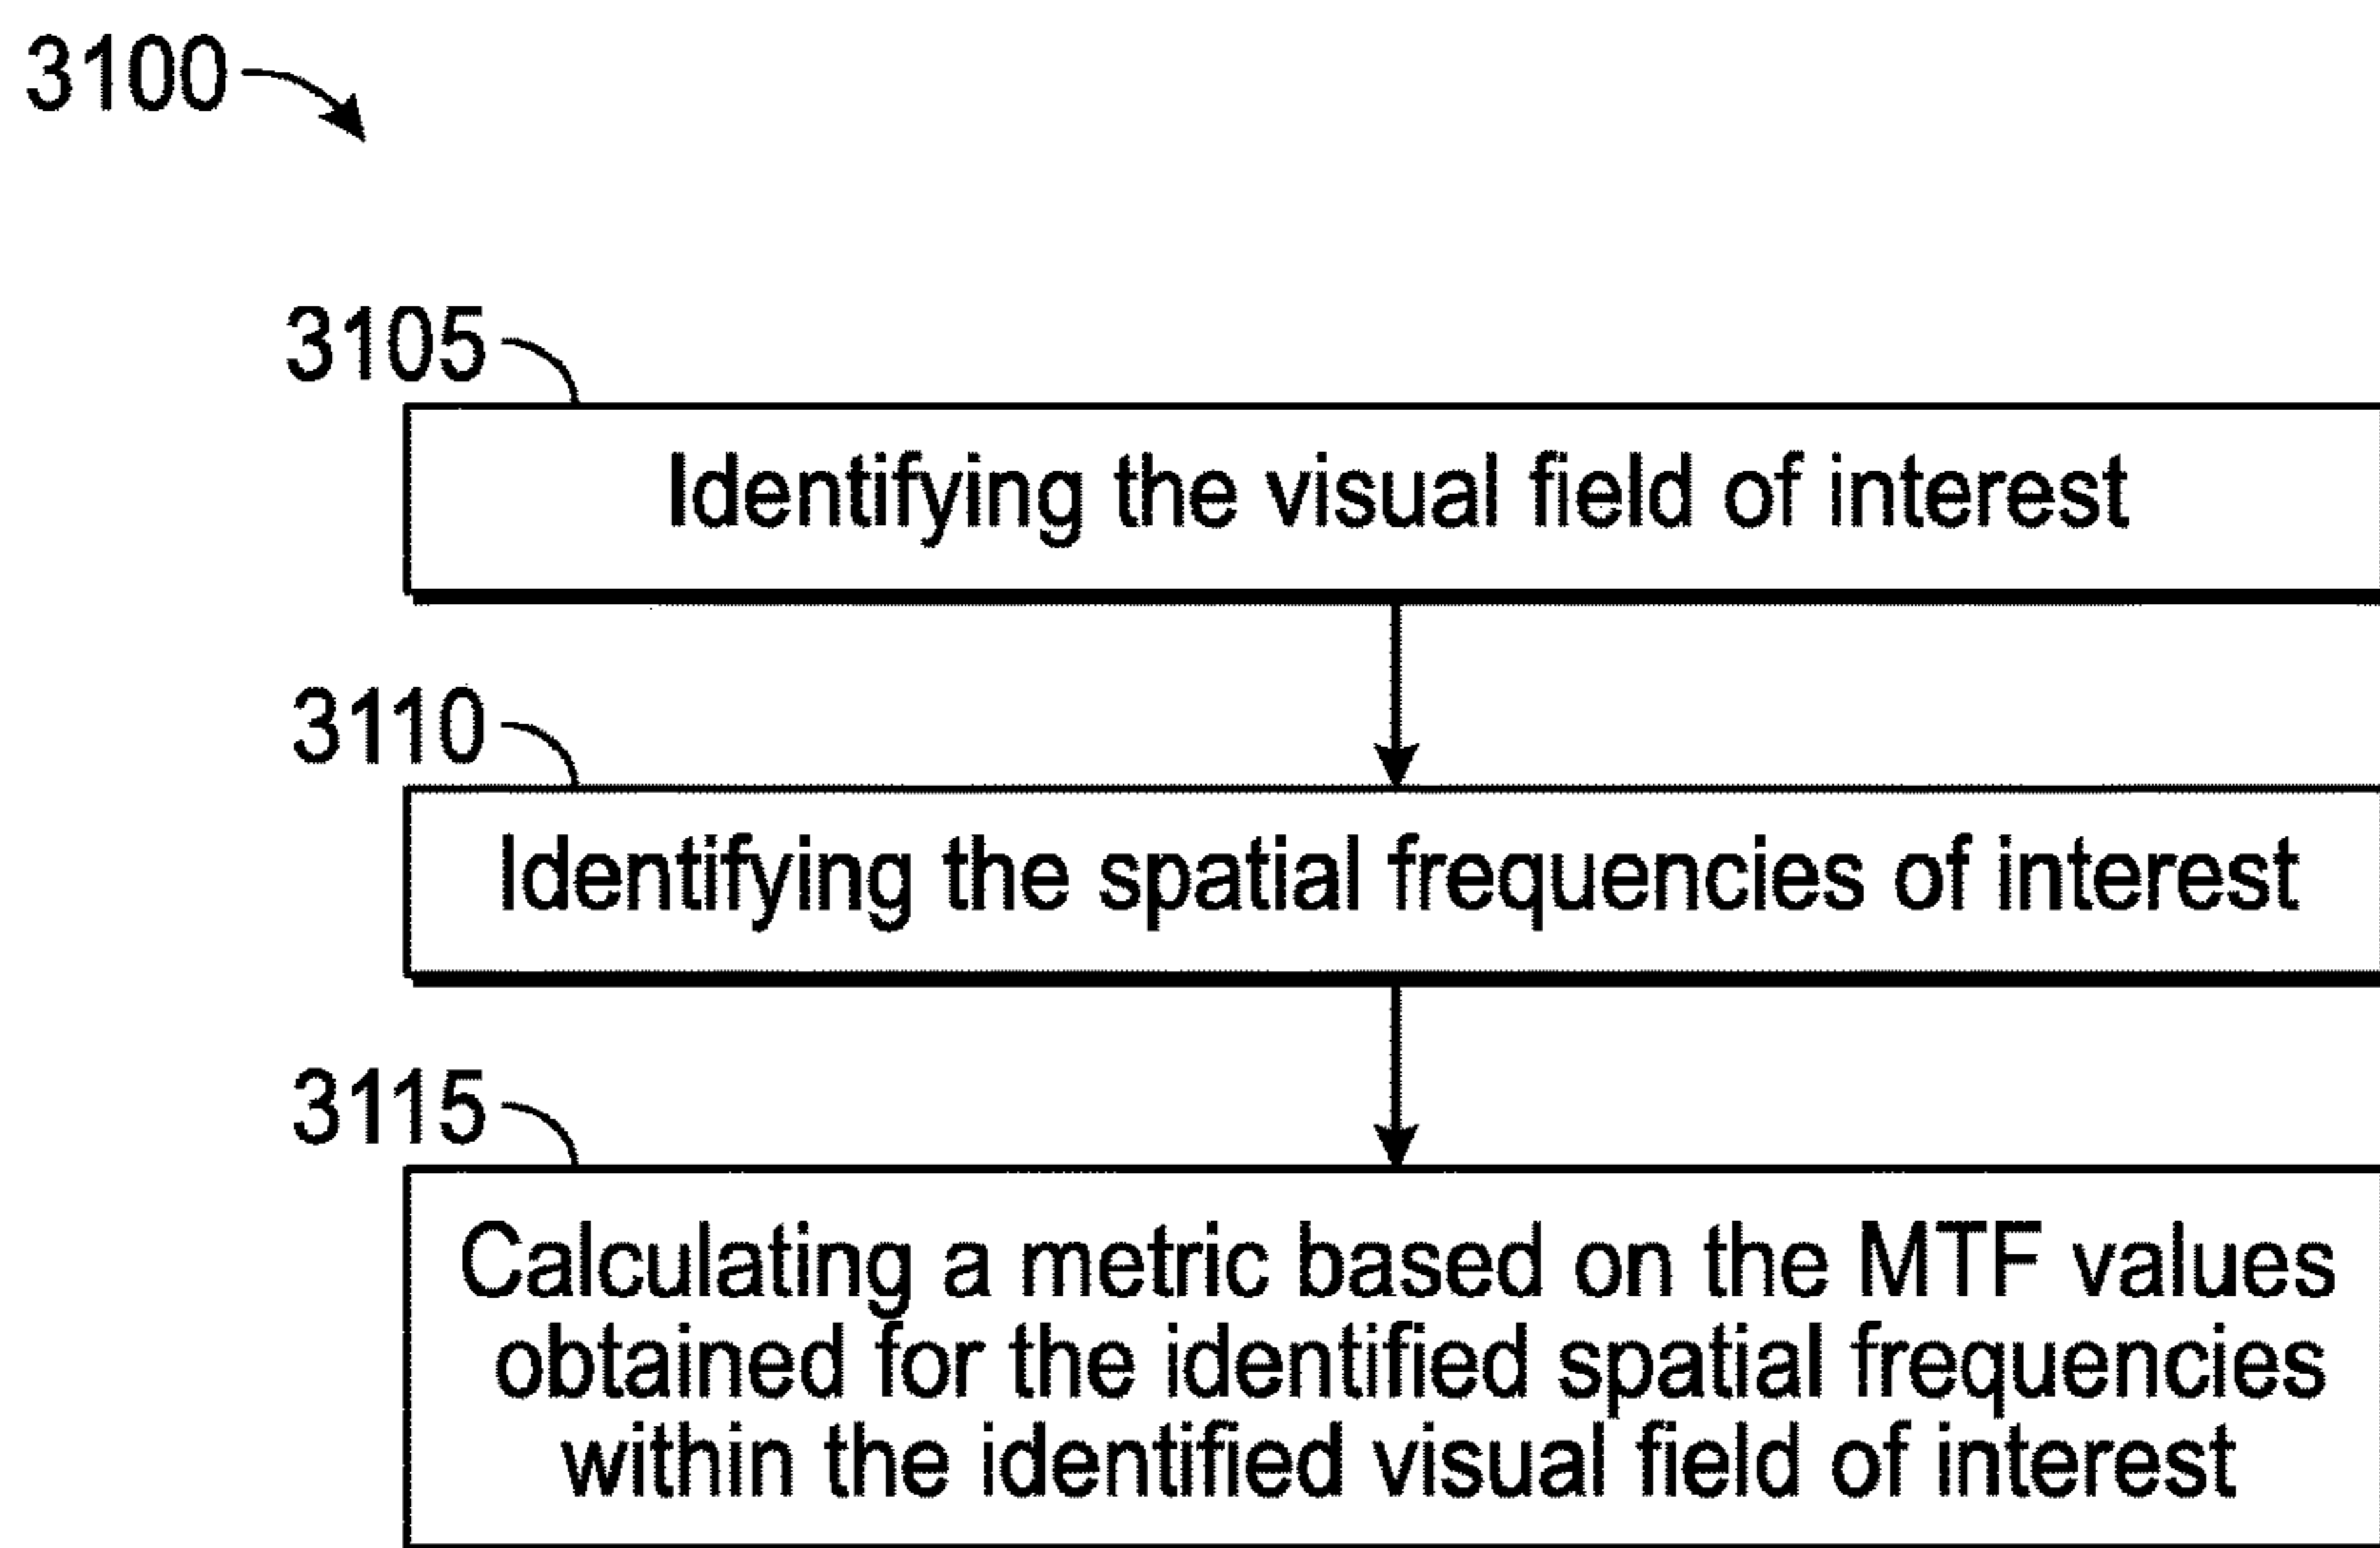 3100
3105
Identifying the visual field of interest
3110
Identifying the spatial frequencies of interest
3115
Calculating a metric based on the MTF values
obtained for the identified spatial frequencies
within the identified visual field of interest